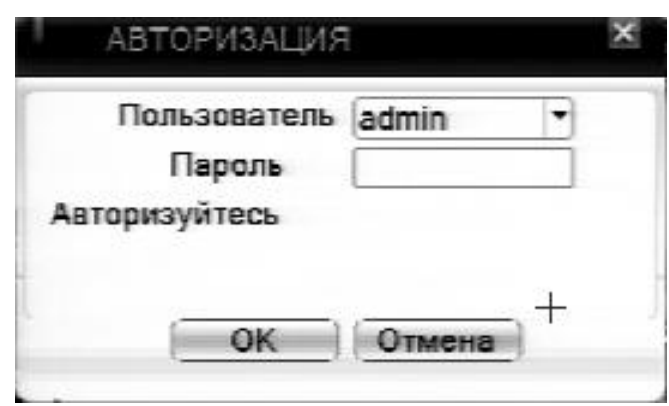 АВТОРИЗАЦИЯ
Пользователь admin
Пароль
Авторизуйтесь
OK Отмена